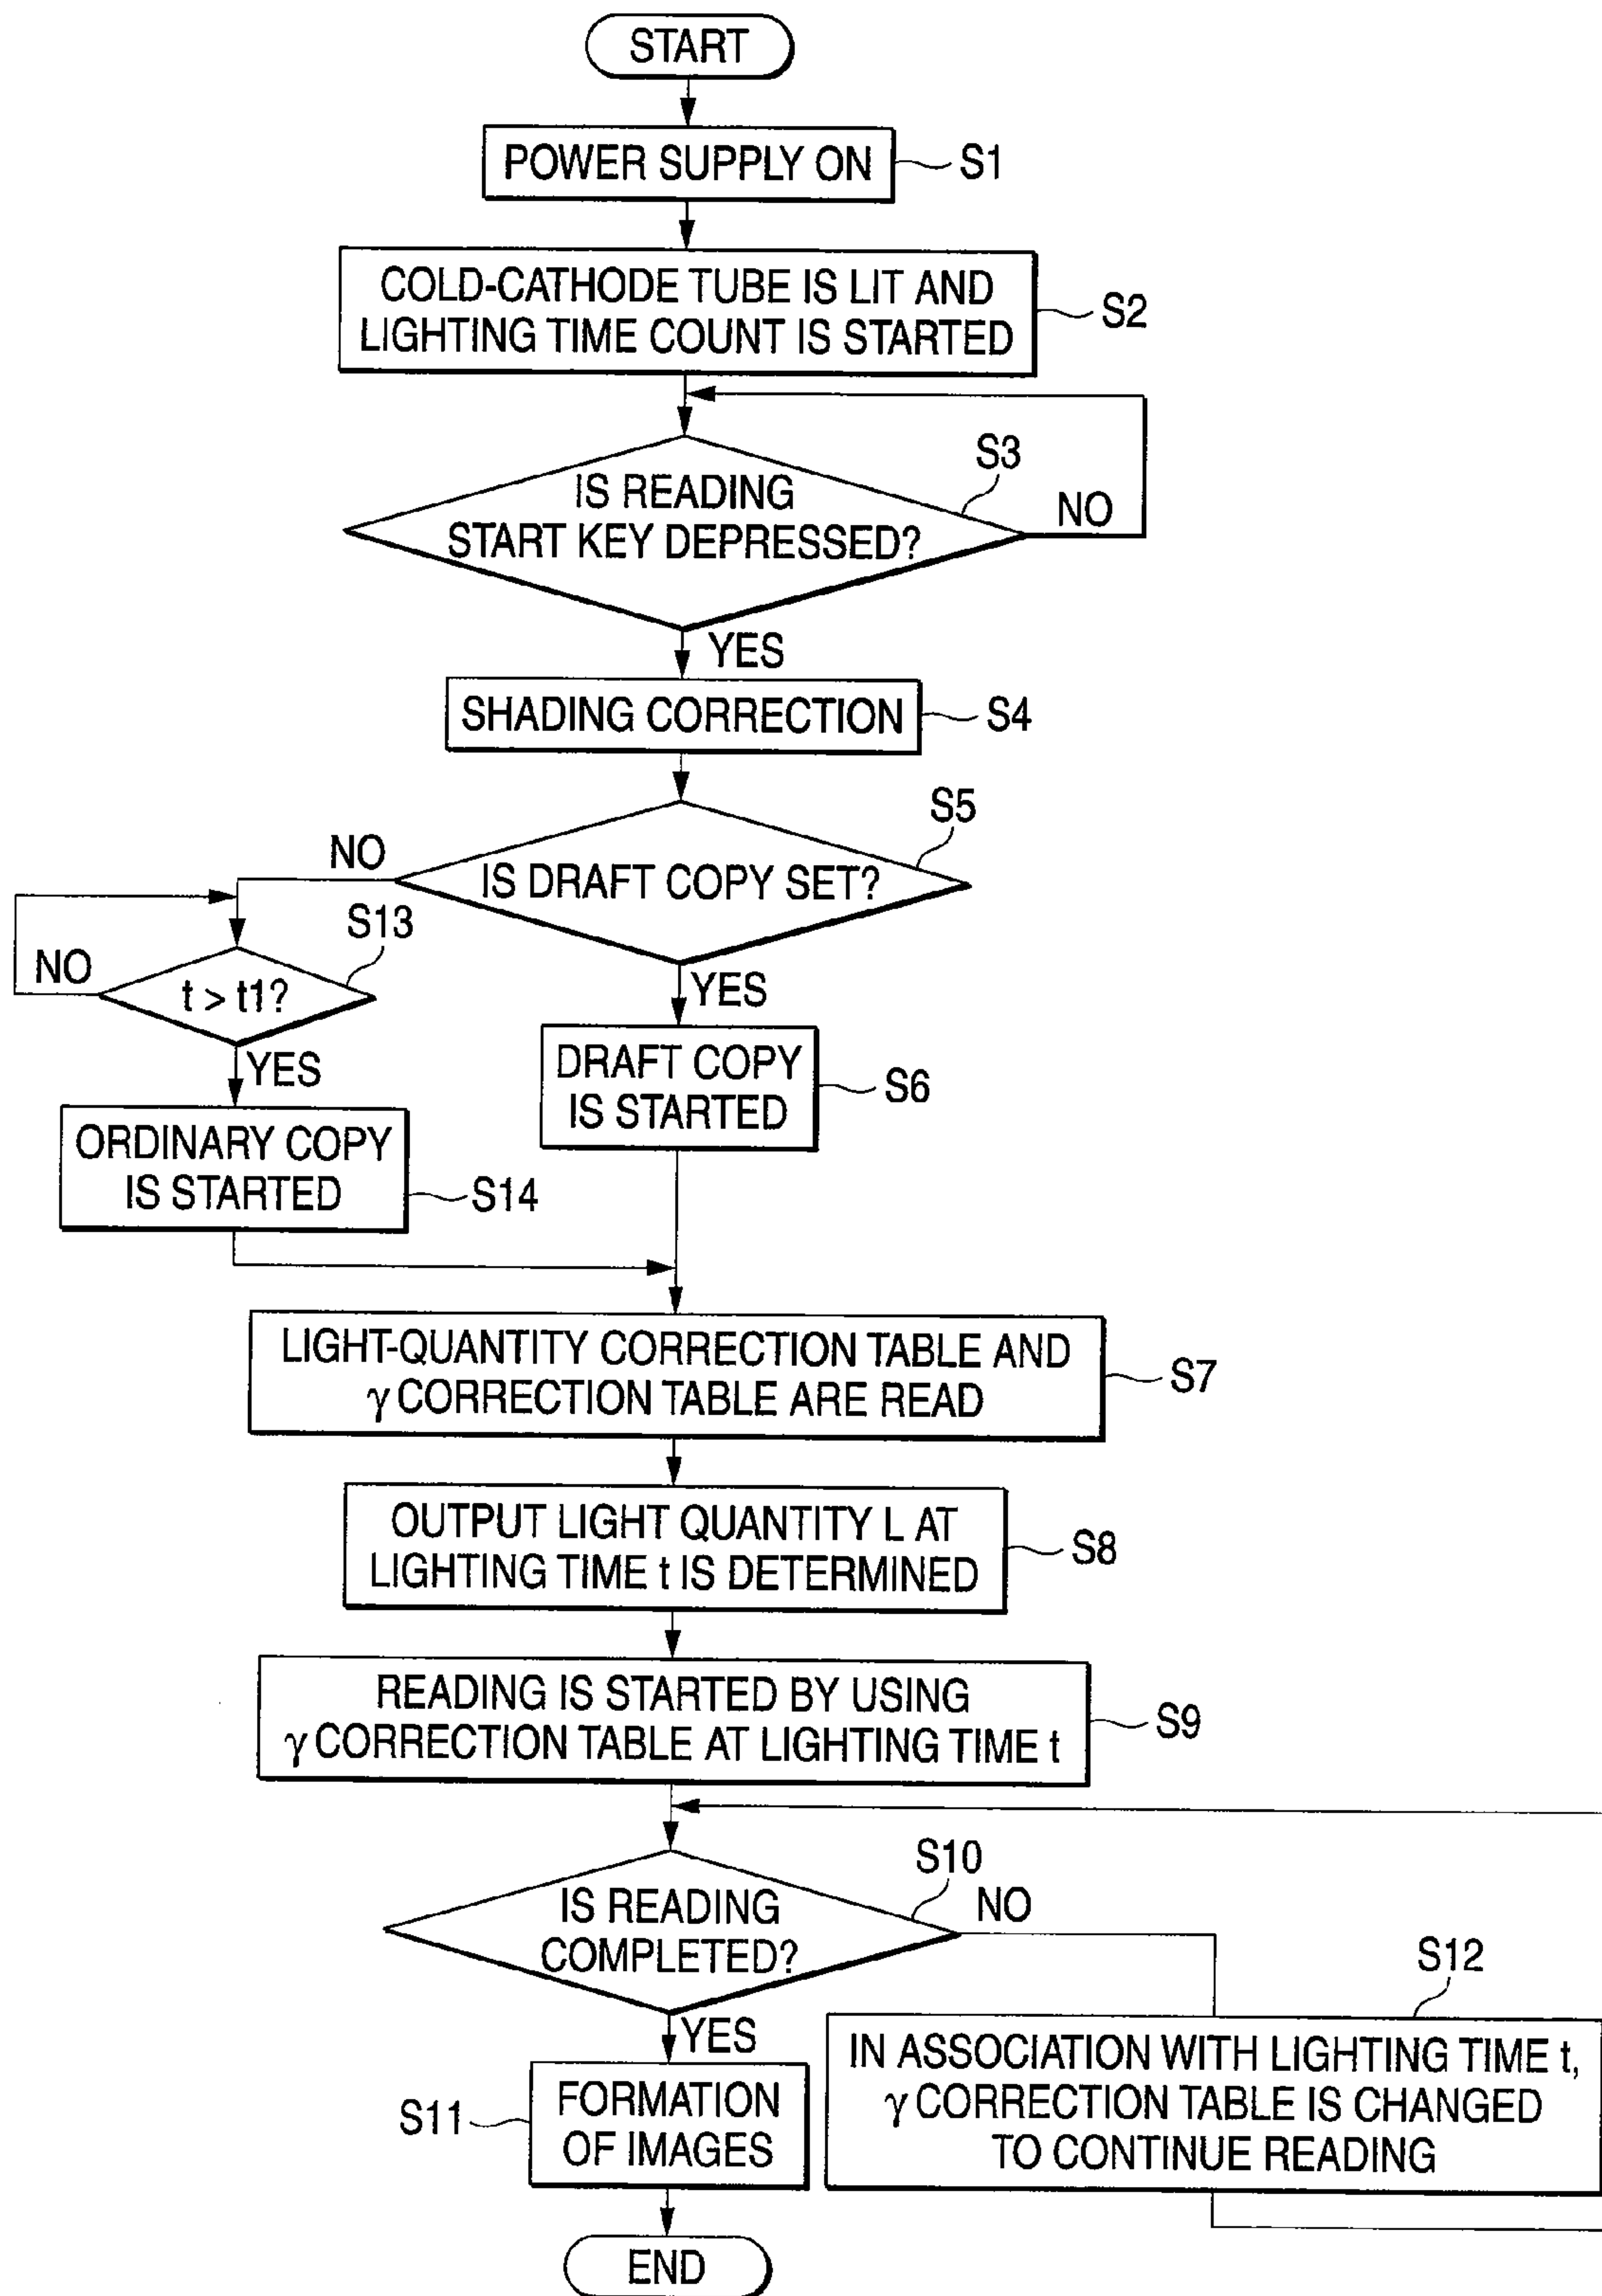 START
POWER SUPPLY ON
S1
COLD-CATHODE TUBE IS LIT AND
LIGHTING TIME COUNT IS STARTED
S2
S3
IS READING
START KEY DEPRESSED?
NO
YES
SHADING CORRECTION
S4
S5
NO
IS DRAFT COPY SET?
S13
NO
t > t1?
YES
YES
DRAFT COPY
IS STARTED
S6
ORDINARY COPY
IS STARTED
S14
LIGHT-QUANTITY CORRECTION TABLE AND
γ CORRECTION TABLE ARE READ
S7
OUTPUT LIGHT QUANTITY L AT
LIGHTING TIME t IS DETERMINED
S8
READING IS STARTED BY USING
γ CORRECTION TABLE AT LIGHTING TIME t
S9
S10
IS READING
COMPLETED?
NO
S12
YES
IN ASSOCIATION WITH LIGHTING TIME t,
γ CORRECTION TABLE IS CHANGED
TO CONTINUE READING
S11
FORMATION
OF IMAGES
END